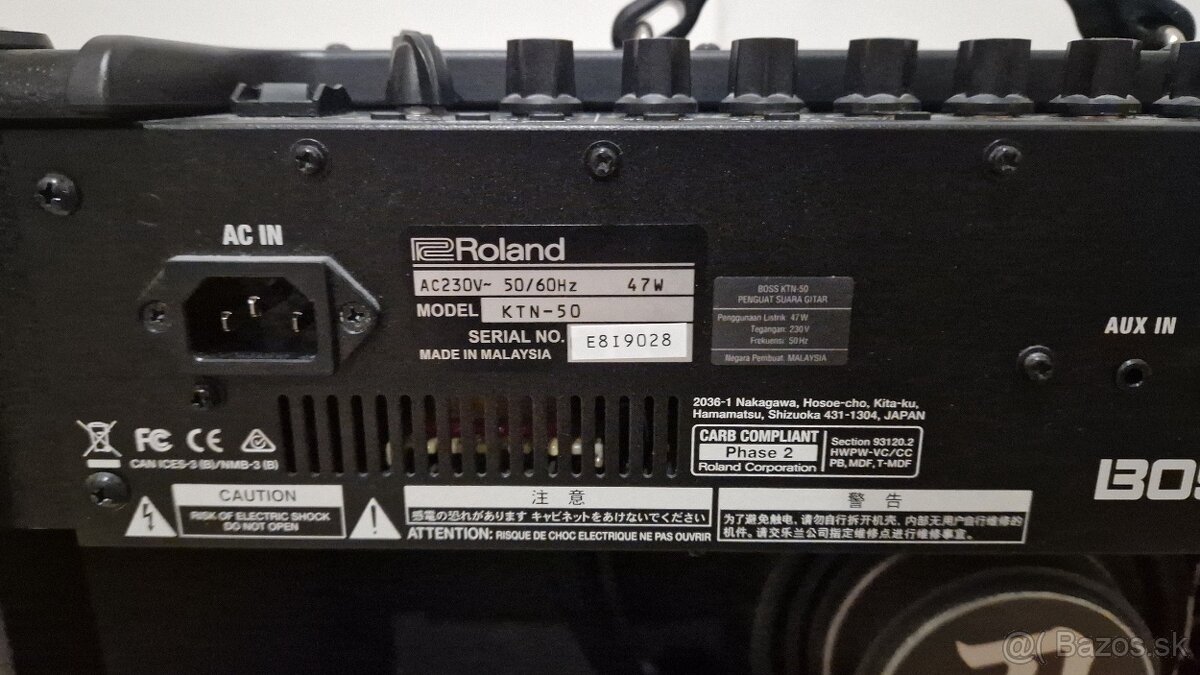 AC IN
Roland
AC230V~ 50/60Hz 47W
MODEL KTN-50
SERIAL NO. E8I9028
MADE IN MALAYSIA
BOSS KTN-50
PENGUAT SUARA GITAR
Penggunaan Listrik: 47 W
Tegangan: 230 V
Frekuensi: 50 Hz
Negara Pembuat: MALAYSIA
AUX IN
2036-1 Nakagawa, Hosoe-cho, Kita-ku,
Hamamatsu, Shizuoka 431-1304, JAPAN
CARB COMPLIANT
Phase 2
Roland Corporation
Section 93120.2
HWPW-VC/CC
PB, MDF, T-MDF
FC CE
CAN ICES-3 (B)/NMB-3 (B)
CAUTION
RISK OF ELECTRIC SHOCK
DO NOT OPEN
注 意
感電の恐れがあります キャビネットをあけないでください
ATTENTION: RISQUE DE CHOC ELECTRIQUE NE PAS OUVRIR
警 告
为了避免触电，请勿自行拆开机壳，内部无用户自行维修的
机件。请交乐兰公司指定维修点进行维修事宜。
BOS
@( Bazos.sk